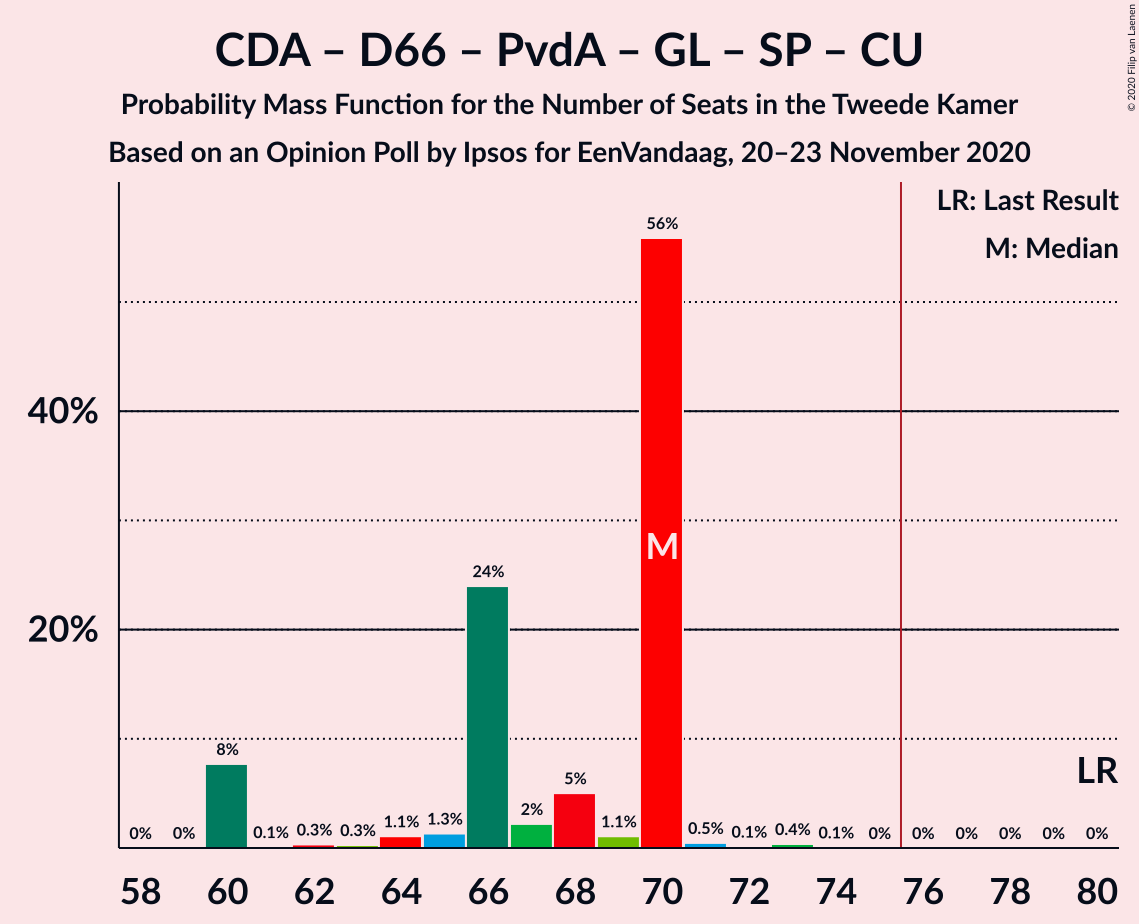 CDA – D66 – PvdA – GL – SP – CU
Probability Mass Function for the Number of Seats in the Tweede Kamer
Based on an Opinion Poll by Ipsos for EenVandaag, 20–23 November 2020
© 2020 Filip van Laenen
LR: Last Result
M: Median
56%
40%
M
24%
20%
8%
5%
LR
0% 0% 0.1% 0.3% 0.3% 1.1% 1.3% 2% 1.1% 0.5% 0.1% 0.4% 0.1% 0% 0% 0% 0% 0% 0%
58 60 62 64 66 68 70 72 74 76 78 80